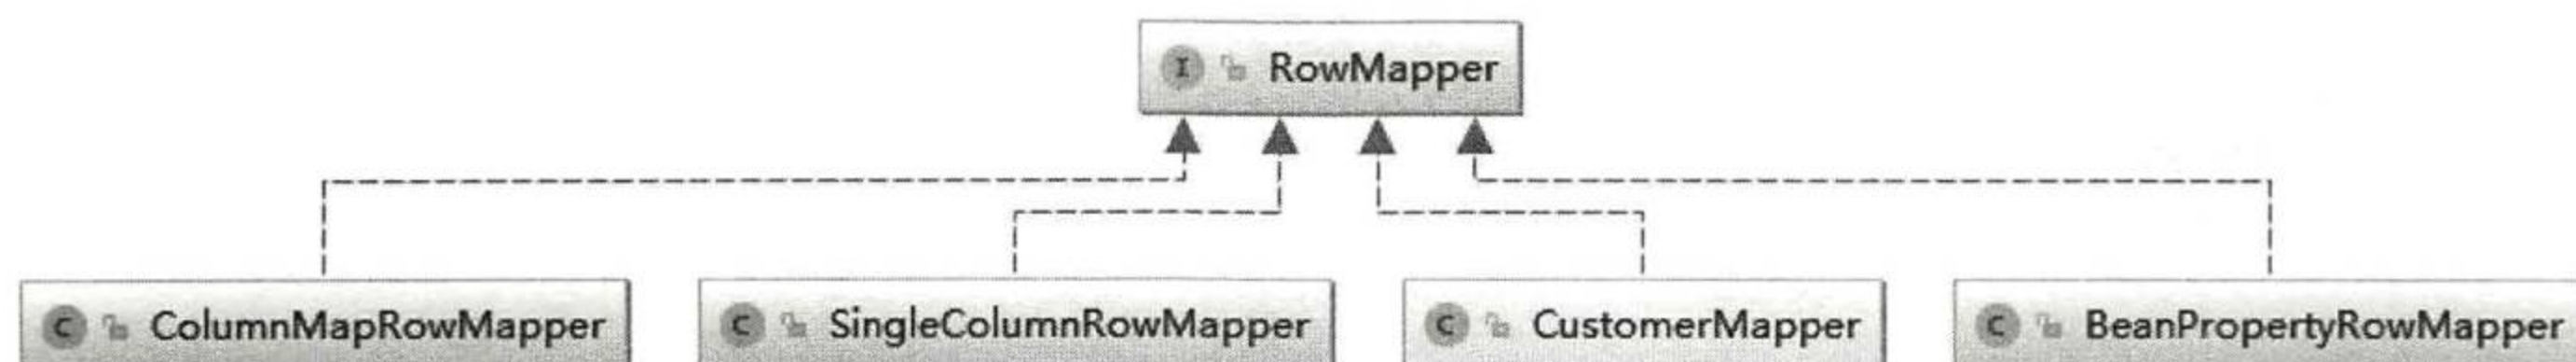 I RowMapper
C ColumnMapRowMapper
C SingleColumnRowMapper
C CustomerMapper
C BeanPropertyRowMapper